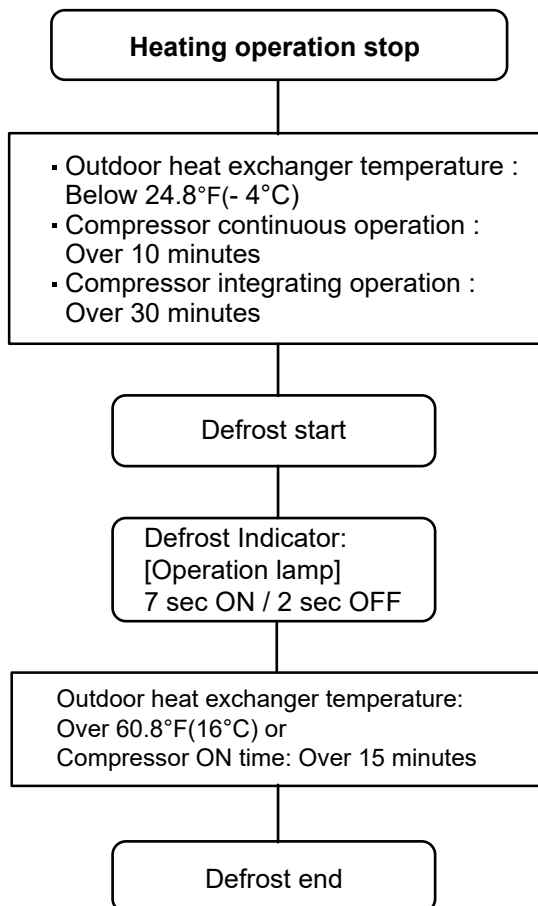 Heating operation stop
▪ Outdoor heat exchanger temperature :
Below 24.8°F(- 4°C)
▪ Compressor continuous operation :
Over 10 minutes
▪ Compressor integrating operation :
Over 30 minutes
Defrost start
Defrost Indicator:
[Operation lamp]
7 sec ON / 2 sec OFF
Outdoor heat exchanger temperature:
Over 60.8°F(16°C) or
Compressor ON time: Over 15 minutes
Defrost end